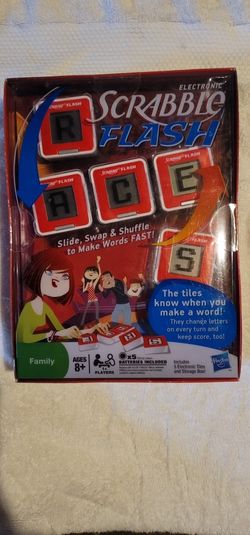 ELECTRONIC
SCRABBLE
FLASH
SCRABBLE FLASH
R
SCRABBLE FLASH
A
SCRABBLE FLASH
C
SCRABBLE FLASH
E
S
Slide, Swap & Shuffle
to Make Words FAST!
The tiles
know when you
make a word!
They change letters
on every turn and
keep score, too!
Family
AGES
8+
1+
PLAYERS
x5
BATTERIES INCLUDED
Includes
5 Electronic Tiles
and Storage Box!
Hasbro